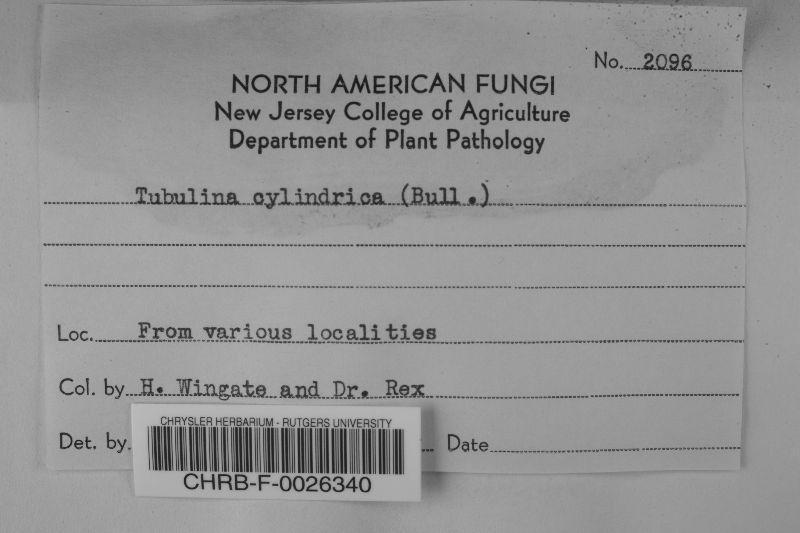 No. 2096
NORTH AMERICAN FUNGI
New Jersey College of Agriculture
Department of Plant Pathology
Tubulina cylindrica (Bull.)
Loc. From various localities
Col. by H. Wingate and Dr. Rex
Det. by Date
CHRYSLER HERBARIUM - RUTGERS UNIVERSITY
CHRB-F-0026340